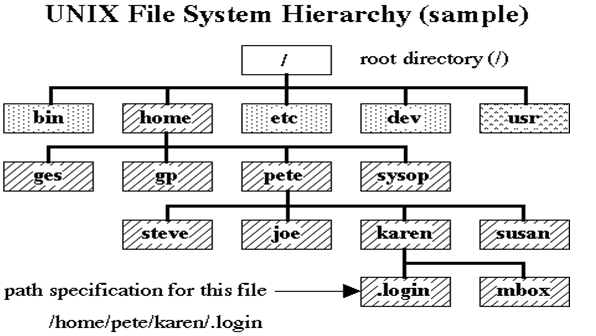 UNIX File System Hierarchy (sample)
/ root directory (/)
bin home etc dev usr
ges gp pete sysop
steve joe karen susan
path specification for this file .login mbox
/home/pete/karen/.login